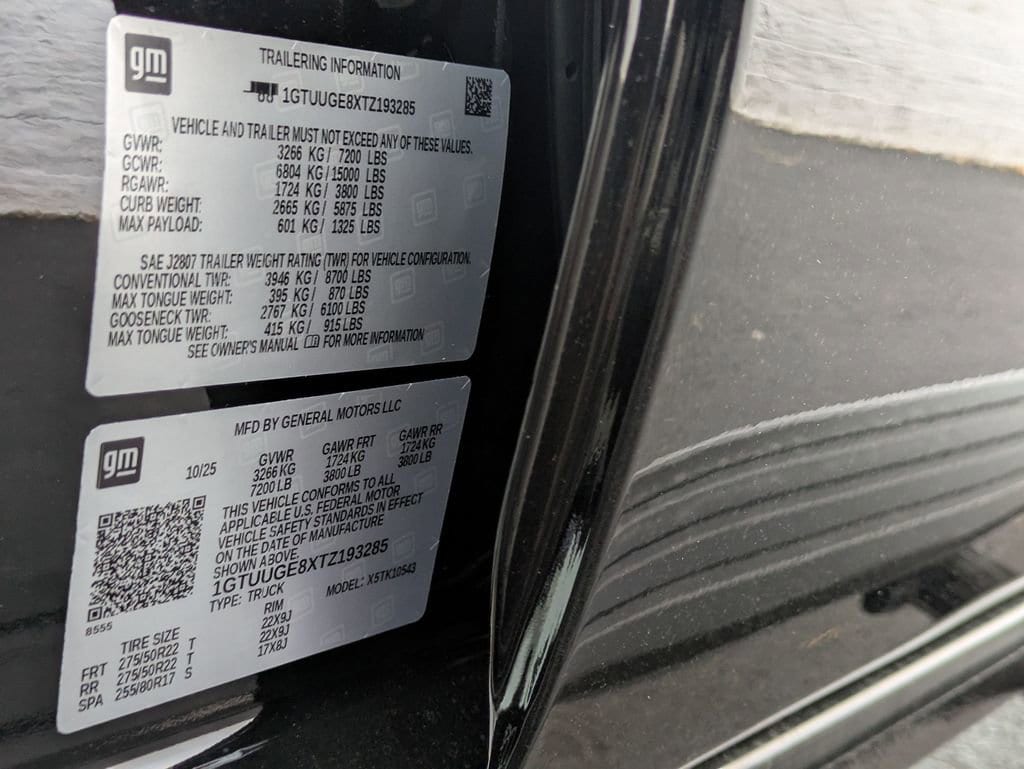 gm
TRAILERING INFORMATION
1GTUUGE8XTZ193285
VEHICLE AND TRAILER MUST NOT EXCEED ANY OF THESE VALUES.
GVWR: 3266 KG / 7200 LBS
GCWR: 6804 KG / 15000 LBS
RGAWR: 1724 KG / 3800 LBS
CURB WEIGHT: 2665 KG / 5875 LBS
MAX PAYLOAD: 601 KG / 1325 LBS
SAE J2807 TRAILER WEIGHT RATING (TWR) FOR VEHICLE CONFIGURATION.
CONVENTIONAL TWR: 3946 KG / 8700 LBS
MAX TONGUE WEIGHT: 395 KG / 870 LBS
GOOSENECK TWR: 2767 KG / 6100 LBS
MAX TONGUE WEIGHT: 415 KG / 915 LBS
SEE OWNER'S MANUAL FOR MORE INFORMATION
gm
MFD BY GENERAL MOTORS LLC
10/25 GVWR GAWR FRT GAWR RR
3266 KG 1724 KG 1724 KG
7200 LB 3800 LB 3800 LB
THIS VEHICLE CONFORMS TO ALL
APPLICABLE U.S. FEDERAL MOTOR
VEHICLE SAFETY STANDARDS IN EFFECT
ON THE DATE OF MANUFACTURE
SHOWN ABOVE.
1GTUUGE8XTZ193285
TYPE: TRUCK MODEL: X5TK10543
8555
TIRE SIZE RIM
FRT 275/50R22 T 22X9J
RR 275/50R22 T 22X9J
SPA 255/80R17 S 17X8J